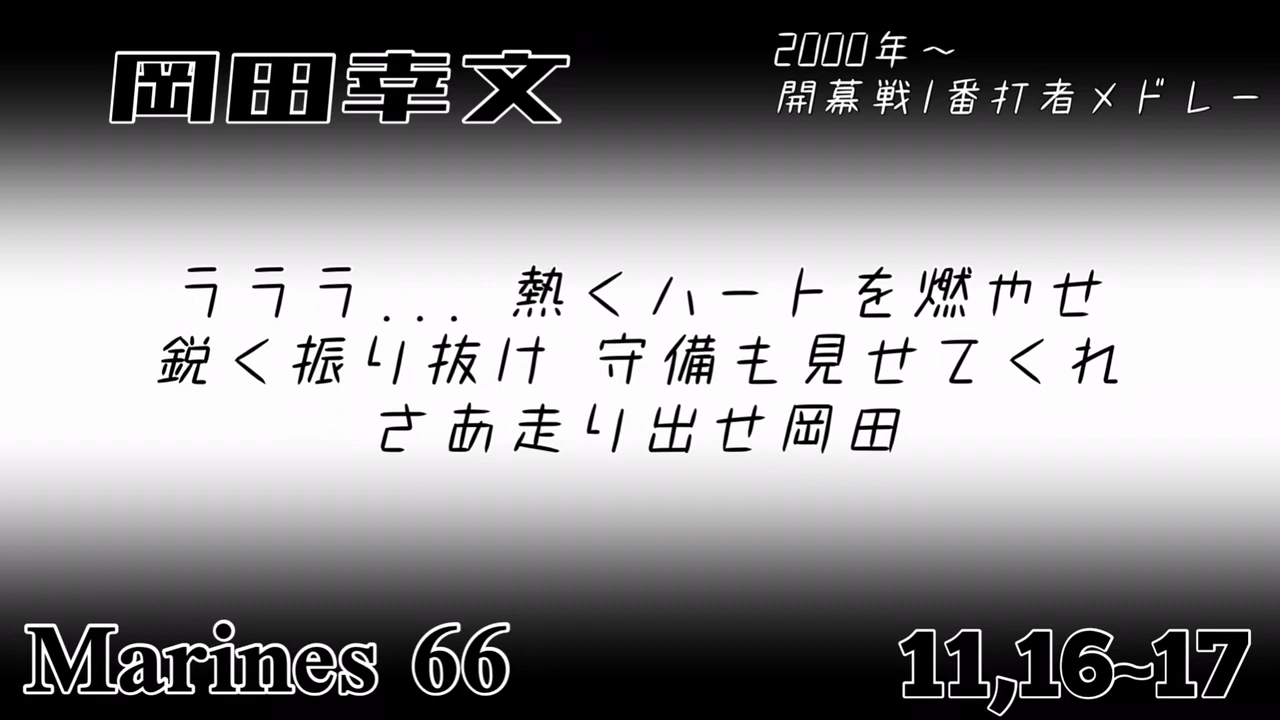 岡田幸文
2000年～
開幕戦1番打者メドレー
ラララ... 熱くハートを燃やせ
鋭く振り抜け 守備も見せてくれ
さあ走り出せ岡田
Marines 66
11,16~17